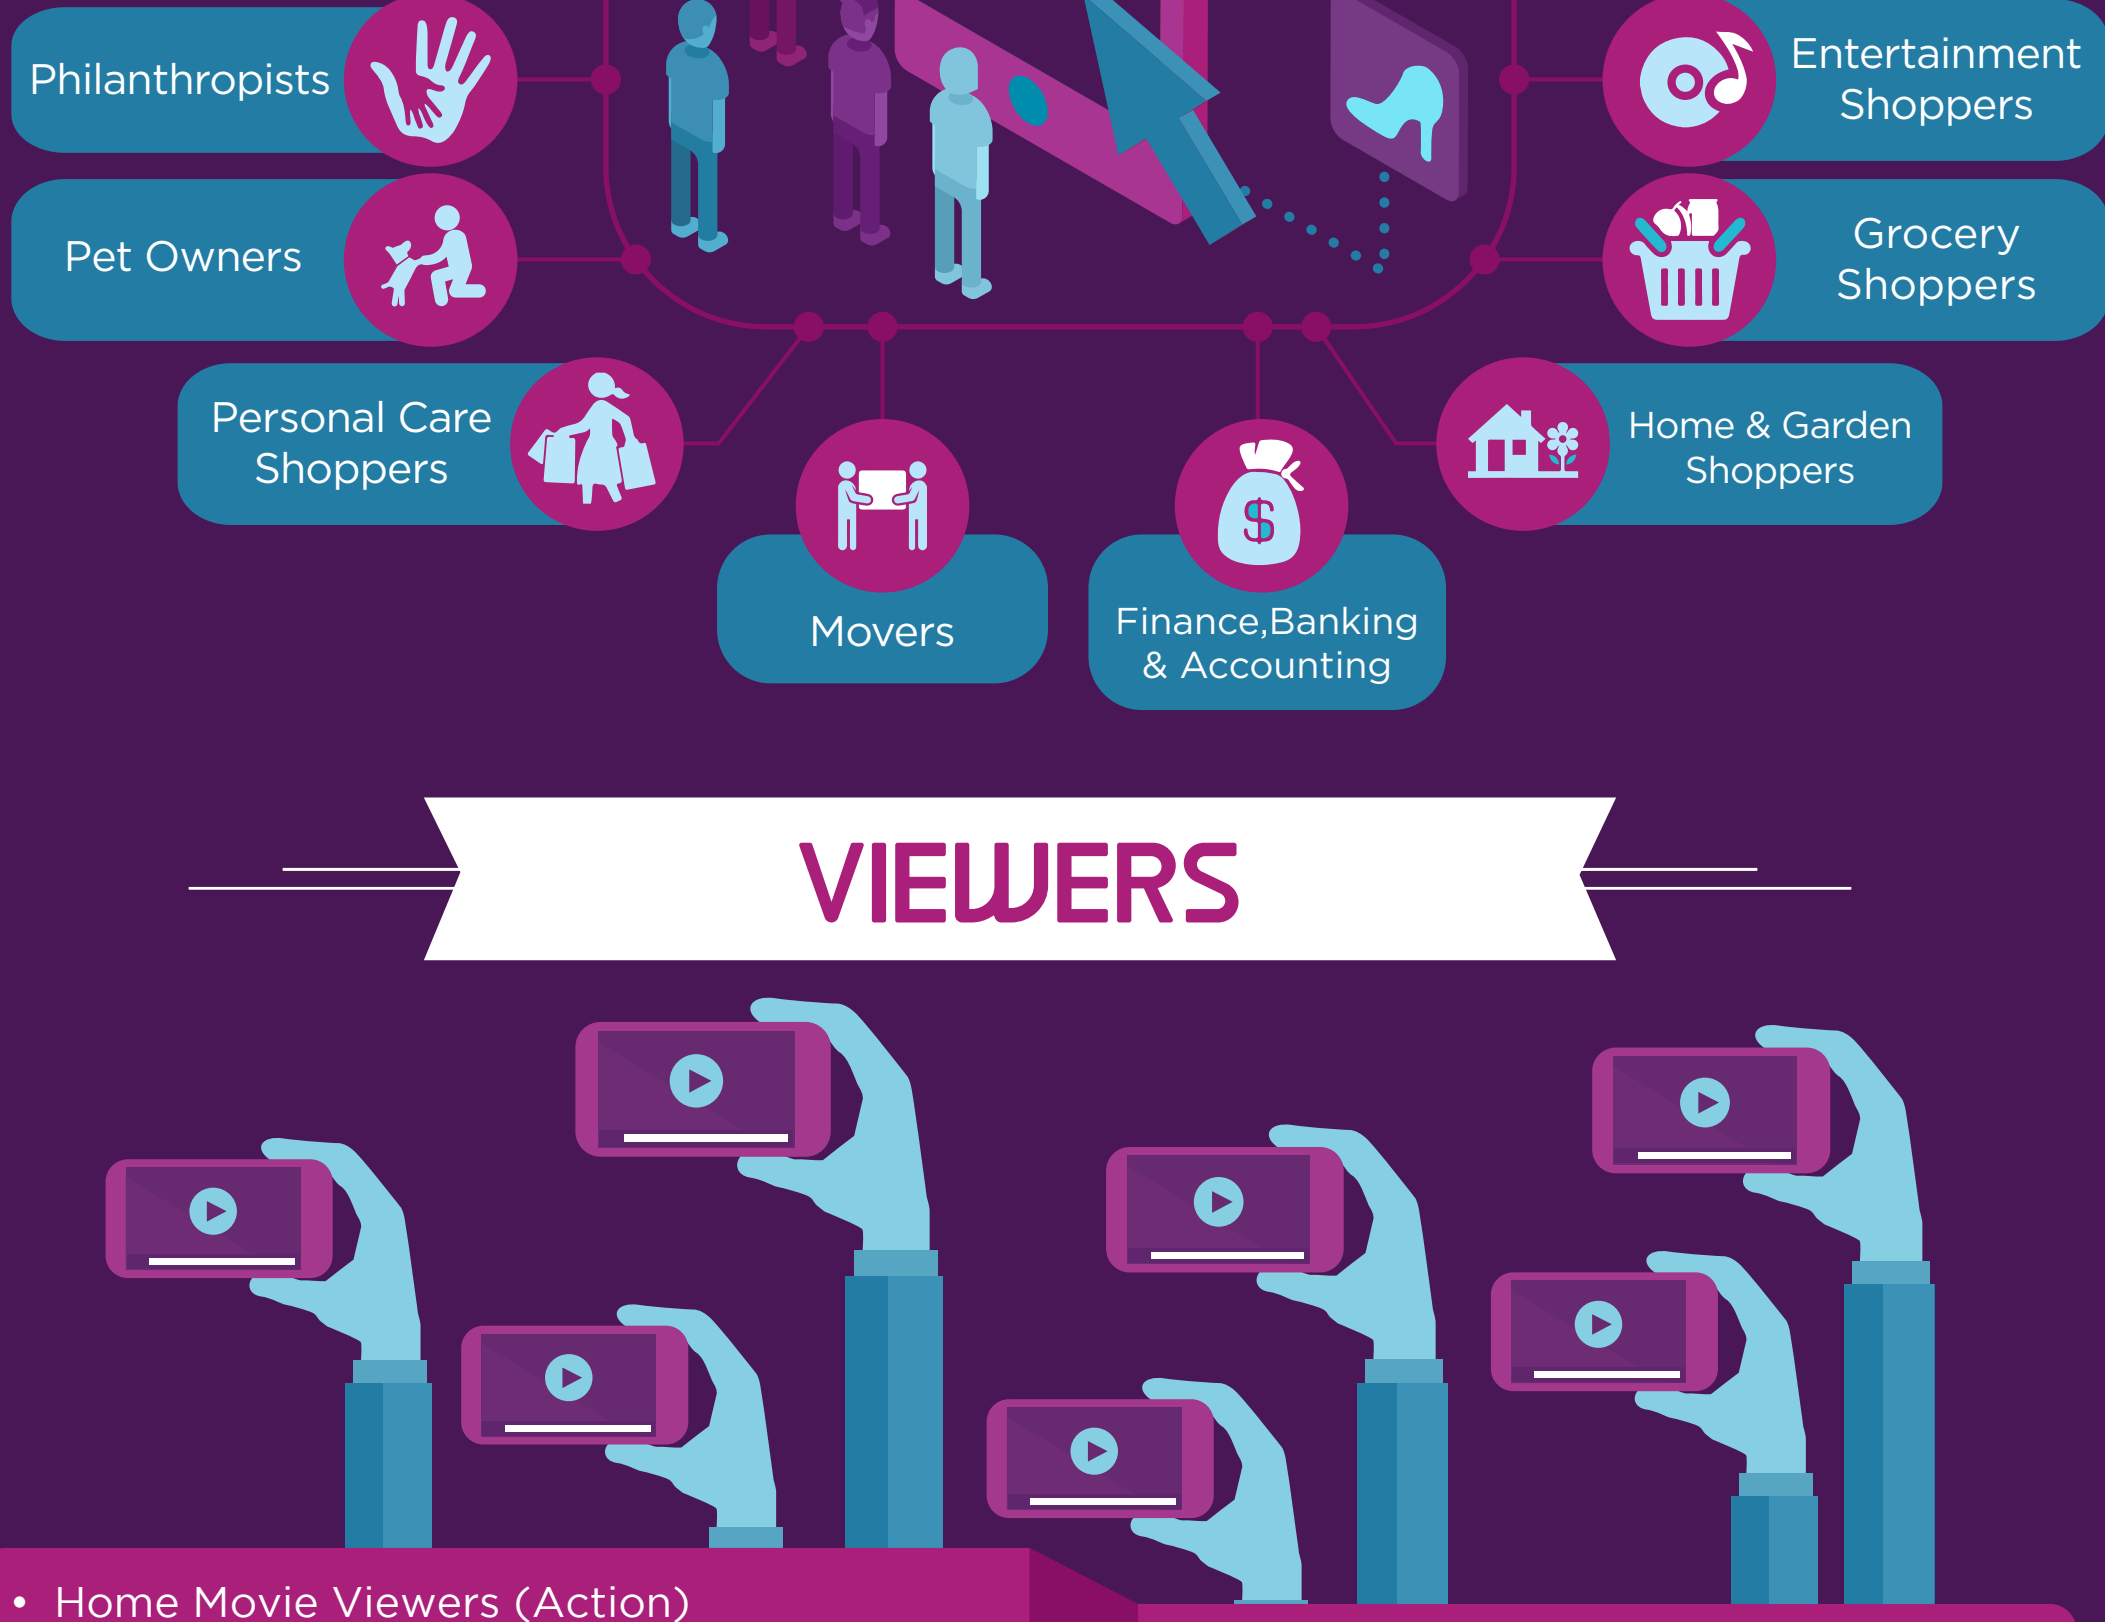 Philanthropists
Entertainment
Shoppers
Pet Owners
Grocery
Shoppers
Personal Care
Shoppers
Home & Garden
Shoppers
Movers
$
Finance,Banking
& Accounting
VIEWERS
• Home Movie Viewers (Action)